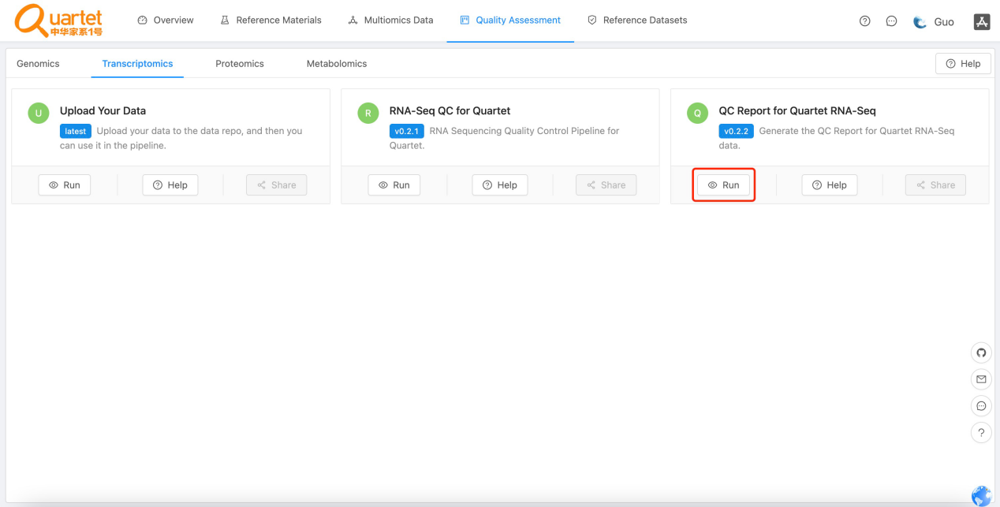 Quartet
中华家系1号
Overview
Reference Materials
Multiomics Data
Quality Assessment
Reference Datasets
Guo
Genomics
Transcriptomics
Proteomics
Metabolomics
Help
U
Upload Your Data
latest Upload your data to the data repo, and then you
can use it in the pipeline.
Run
Help
Share
R
RNA-Seq QC for Quartet
v0.2.1 RNA Sequencing Quality Control Pipeline for
Quartet.
Run
Help
Share
Q
QC Report for Quartet RNA-Seq
v0.2.2 Generate the QC Report for Quartet RNA-Seq
data.
Run
Help
Share